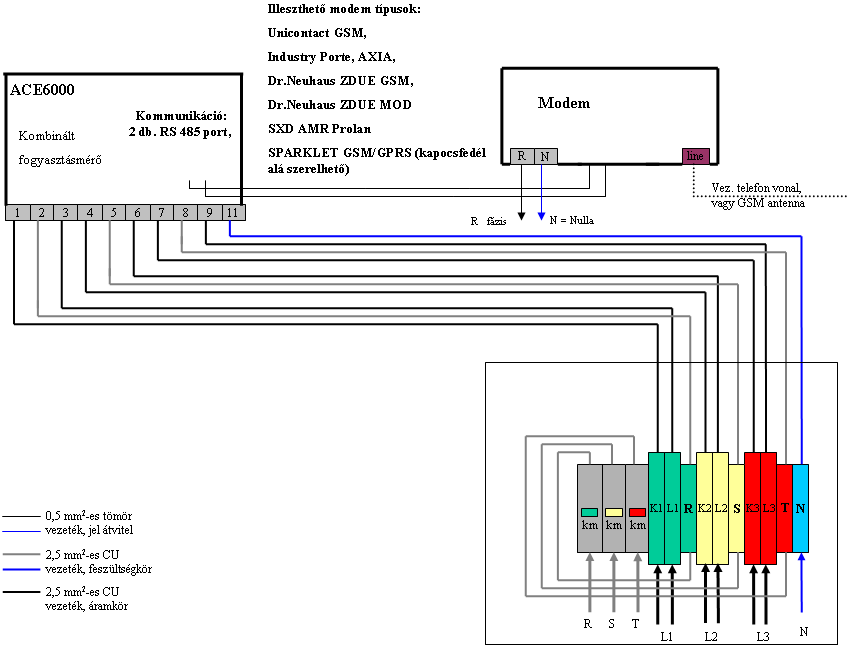 Illeszthető modem típusok:
Unicontact GSM,
Industry Porte, AXIA,
Dr.Neuhaus ZDUE GSM,
Dr.Neuhaus ZDUE MOD
SXD AMR Prolan
SPARKLET GSM/GPRS (kapocsfedél
alá szerelhető)
ACE6000
Kommunikáció:
2 db. RS 485 port,
Kombinált
fogyasztásmérő
1 2 3 4 5 6 7 8 9 11
Modem
R N line
R fázis
N = Nulla
Vez. telefon vonal,
vagy GSM antenna
km km km K1 L1 R K2 L2 S K3 L3 T N
R S T L1 L2 L3 N
0,5 mm²-es tömör
vezeték, jel átvitel
2,5 mm²-es CU
vezeték, feszültségkör
2,5 mm²-es CU
vezeték, áramkör